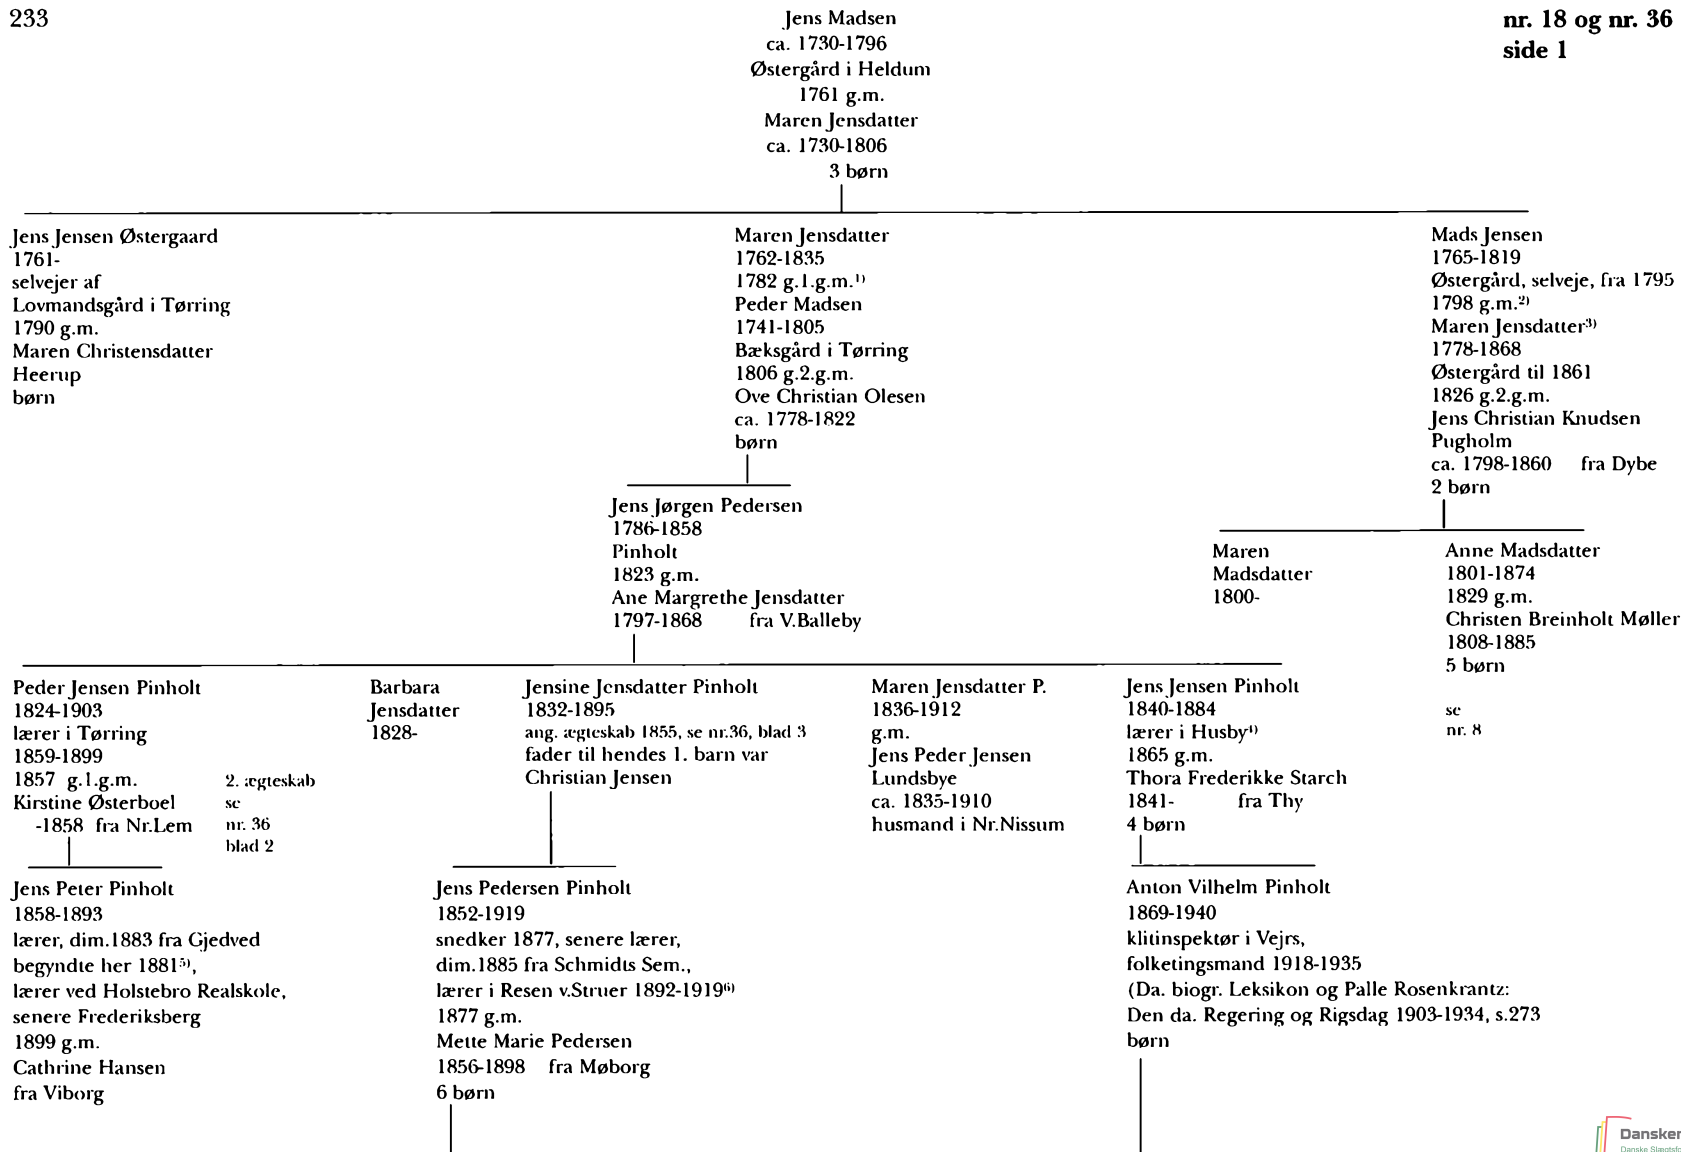 233
nr. 18 og nr. 36
side 1
Jens Madsen
ca. 1730-1796
Østergård i Heldum
1761 g.m.
Maren Jensdatter
ca. 1730-1806
3 børn
Jens Jensen Østergaard
1761-
selvejer af
Lovmandsgård i Tørring
1790 g.m.
Maren Christensdatter
Heerup
børn
Maren Jensdatter
1762-1835
1782 g.1.g.m.¹⁾
Peder Madsen
1741-1805
Bæksgård i Tørring
1806 g.2.g.m.
Ove Christian Olesen
ca. 1778-1822
børn
Mads Jensen
1765-1819
Østergård, selveje, fra 1795
1798 g.m.²⁾
Maren Jensdatter³⁾
1778-1868
Østergård til 1861
1826 g.2.g.m.
Jens Christian Knudsen
Pugholm
ca. 1798-1860 fra Dybe
2 børn
Jens Jørgen Pedersen
1786-1858
Pinholt
1823 g.m.
Ane Margrethe Jensdatter
1797-1868 fra V.Balleby
Maren
Madsdatter
1800-
Anne Madsdatter
1801-1874
1829 g.m.
Christen Breinholt Møller
1808-1885
5 børn
se
nr. 8
Peder Jensen Pinholt
1824-1903
lærer i Tørring
1859-1899
1857 g.1.g.m.
Kirstine Østerboel
-1858 fra Nr.Lem
2. ægteskab
se
nr. 36
blad 2
Barbara
Jensdatter
1828-
Jensine Jensdatter Pinholt
1832-1895
ang. ægteskab 1855, se nr.36, blad 3
fader til hendes 1. barn var
Christian Jensen
Maren Jensdatter P.
1836-1912
g.m.
Jens Peder Jensen
Lundsbye
ca. 1835-1910
husmand i Nr.Nissum
Jens Jensen Pinholt
1840-1884
lærer i Husby⁴⁾
1865 g.m.
Thora Frederikke Starch
1841- fra Thy
4 børn
Jens Peter Pinholt
1858-1893
lærer, dim.1883 fra Gjedved
begyndte her 1881⁵⁾,
lærer ved Holstebro Realskole,
senere Frederiksberg
1899 g.m.
Cathrine Hansen
fra Viborg
Jens Pedersen Pinholt
1852-1919
snedker 1877, senere lærer,
dim.1885 fra Schmidts Sem.,
lærer i Resen v.Struer 1892-1919⁶⁾
1877 g.m.
Mette Marie Pedersen
1856-1898 fra Møborg
6 børn
Anton Vilhelm Pinholt
1869-1940
klitinspektør i Vejrs,
folketingsmand 1918-1935
(Da. biogr. Leksikon og Palle Rosenkrantz:
Den da. Regering og Rigsdag 1903-1934, s.273
børn
Dansker
Danske Slægtsfo